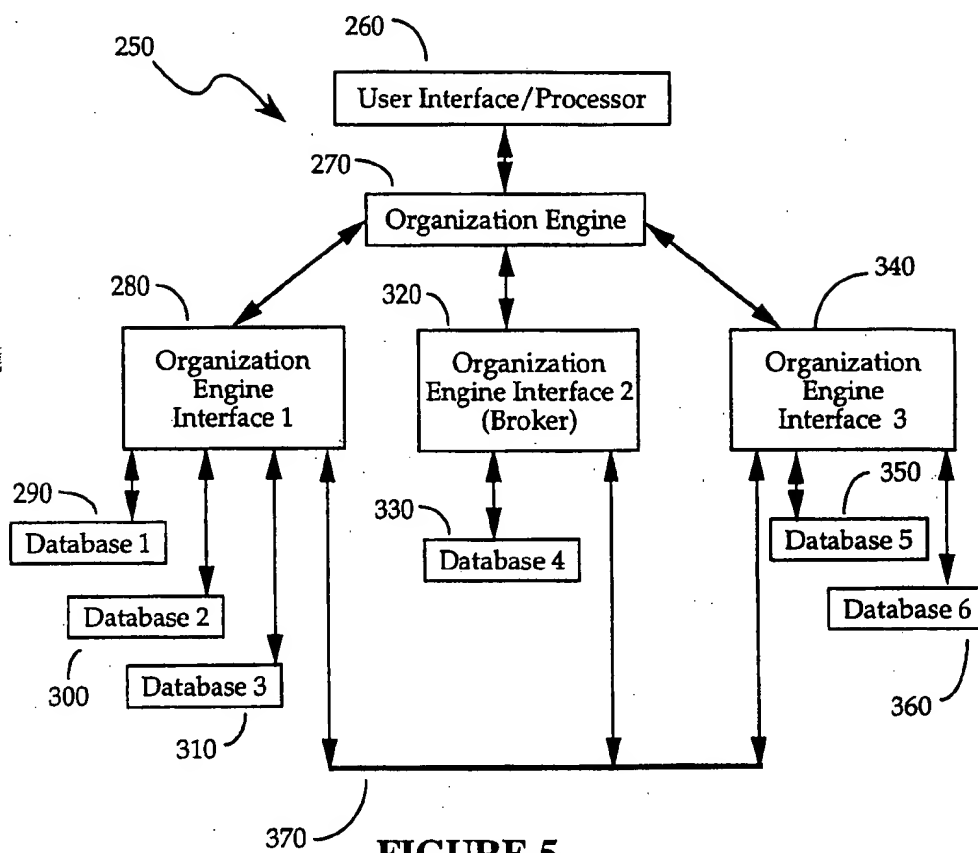 260
250
User Interface/Processor
270
Organization Engine
280
320
340
Organization
Engine
Interface 1
Organization
Engine Interface 2
(Broker)
Organization
Engine
Interface 3
290
330
350
Database 1
Database 4
Database 5
Database 2
Database 6
300
Database 3
310
360
370
FIGURE 5